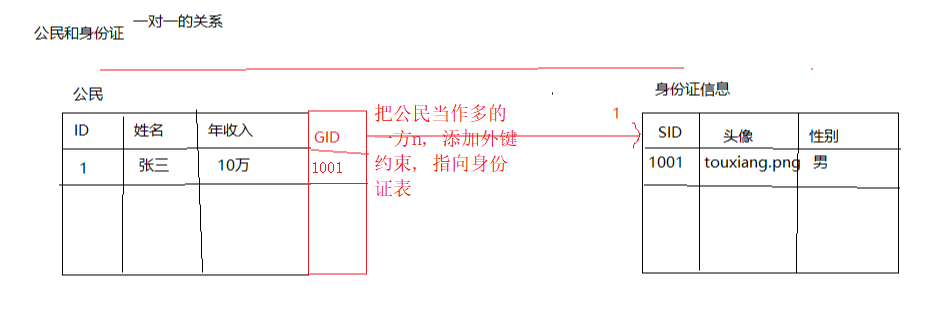 公民和身份证 一对一的关系
公民
身份证信息
ID 姓名 年收入 GID
1 张三 10万 1001
把公民当作多的
一方n，添加外键
约束，指向身份
证表
1
SID 头像 性别
1001 touxiang.png 男